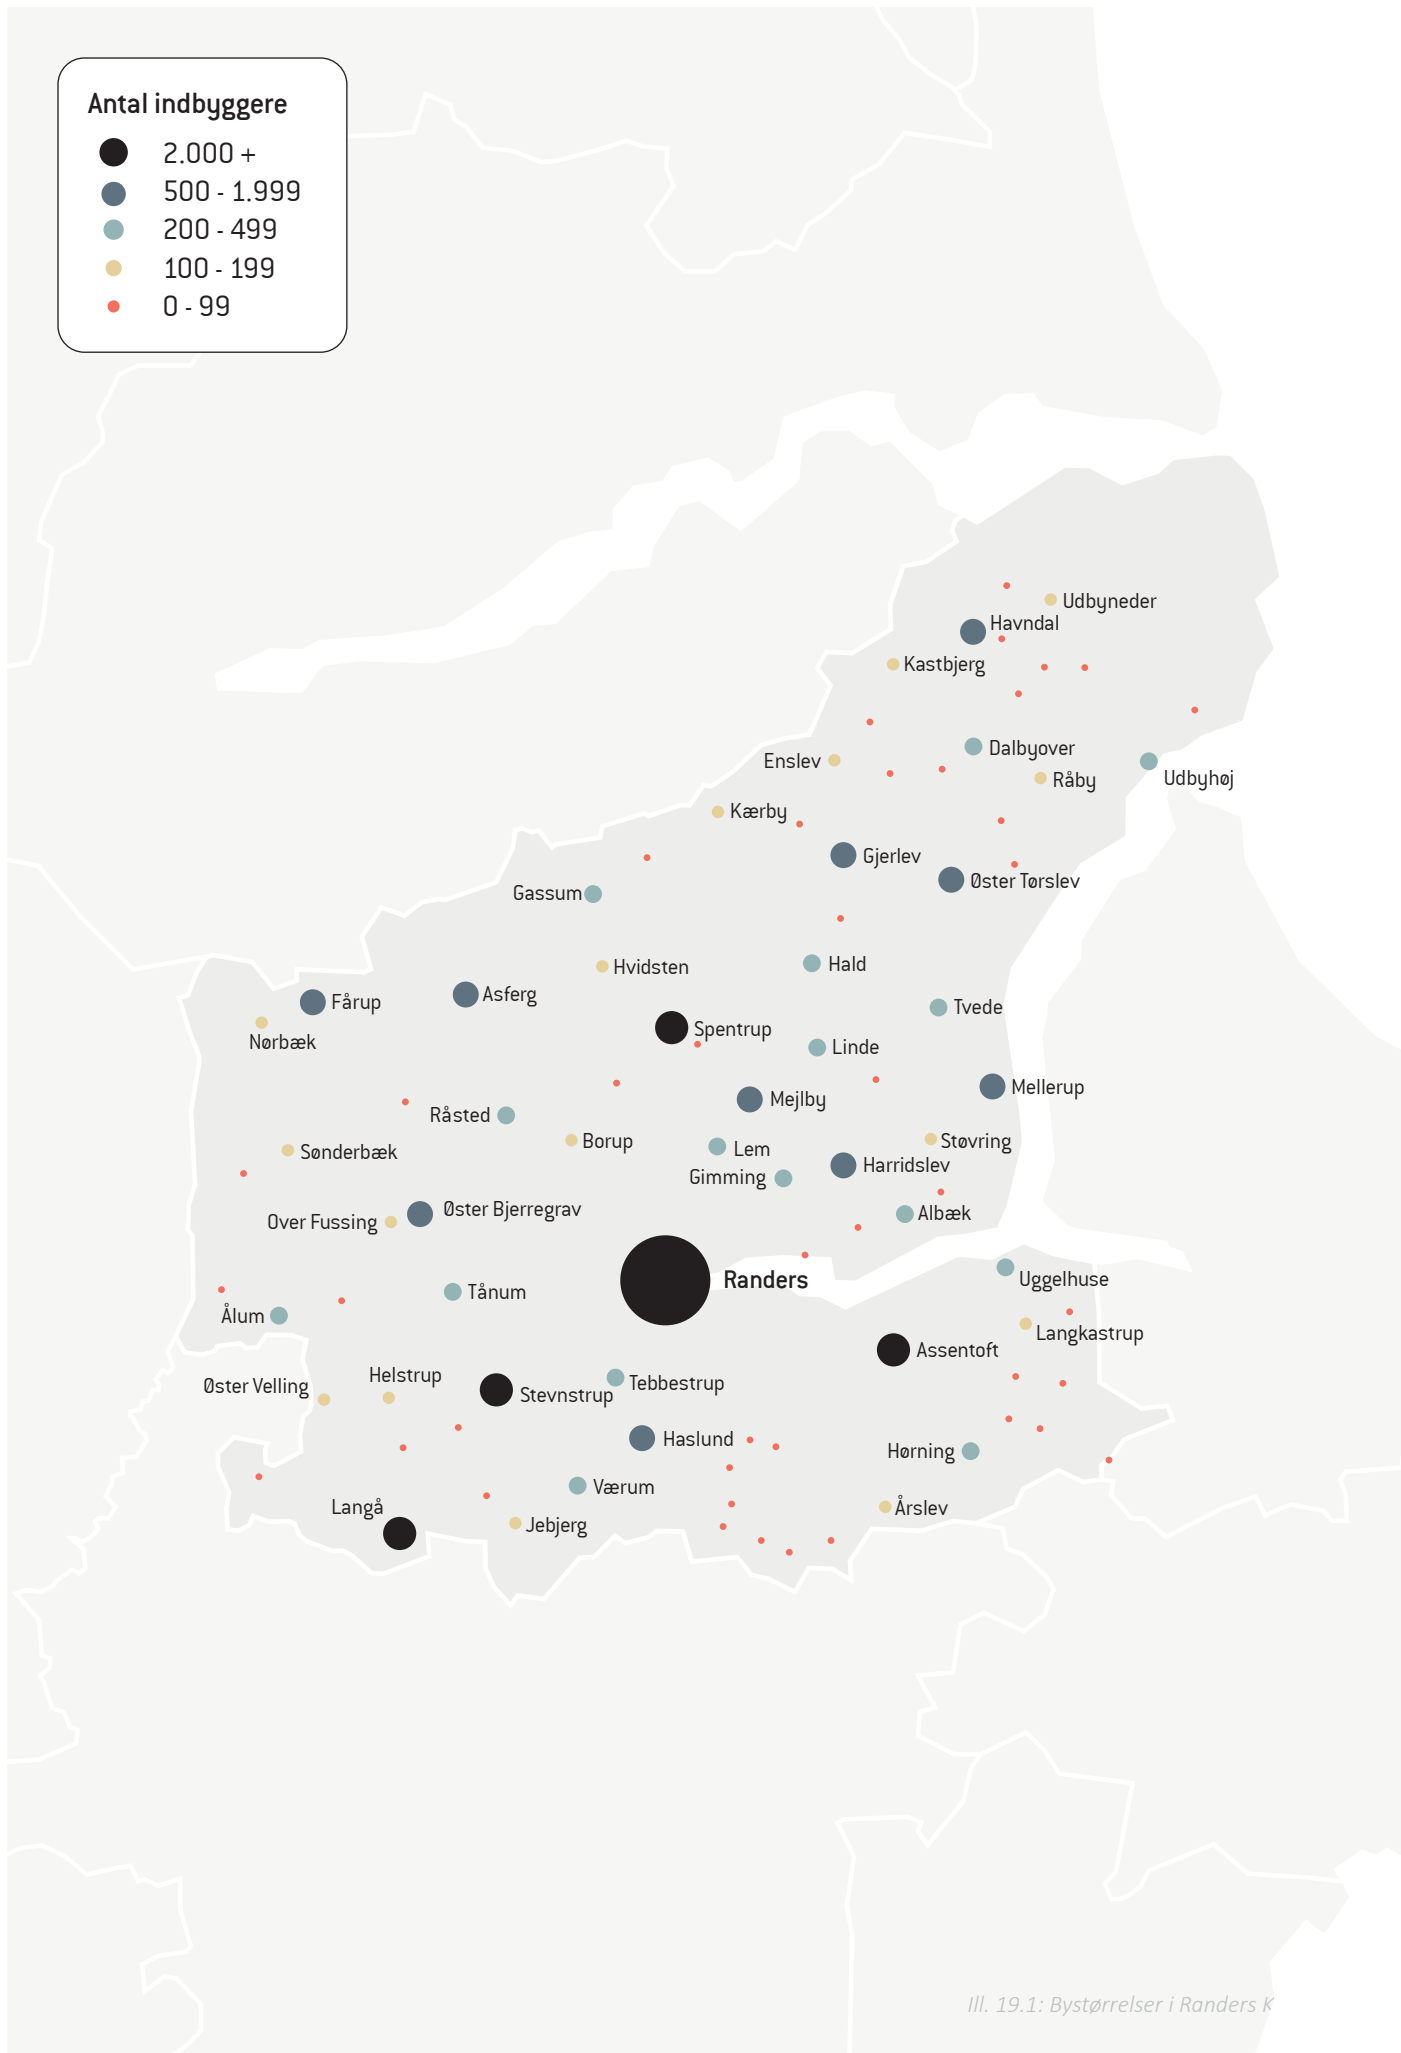 Antal indbyggere
2.000 +
500 - 1.999
200 - 499
100 - 199
0 - 99
Udbyneder
Havndal
Kastbjerg
Dalbyover
Enslev
Råby
Udbyhøj
Kærby
Gjerlev
Øster Tørslev
Gassum
Hald
Hvidsten
Asferg
Fårup
Tvede
Spentrup
Nørbæk
Linde
Mellerup
Mejlby
Råsted
Borup
Støvring
Lem
Sønderbæk
Harridslev
Gimming
Øster Bjerregrav
Albæk
Over Fussing
Uggelhuse
Randers
Tånum
Ålum
Langkastrup
Assentoft
Helstrup
Tebbestrup
Øster Velling
Stevnstrup
Haslund
Hørning
Værum
Langå
Årslev
Jebjerg
Ill. 19.1: Bystørrelser i Randers K